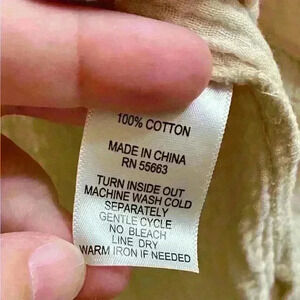 100% COTTON
MADE IN CHINA
RN 55663
TURN INSIDE OUT
MACHINE WASH COLD
SEPARATELY
GENTLE CYCLE
NO BLEACH
LINE DRY
WARM IRON IF NEEDED